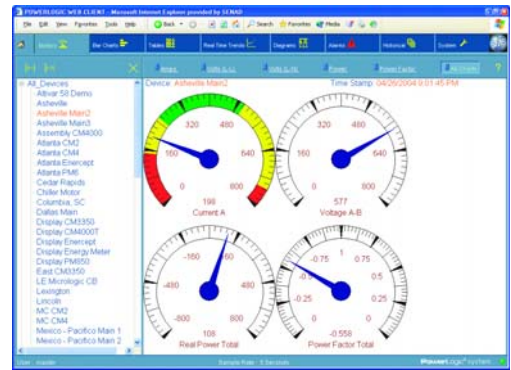 POWERLOGIC WEB CLIENT - Microsoft Internet Explorer provided by SENAD
File Edit View Favorites Tools Help
Back Search Favorites Media
Meters Bar Charts Tables Real Time Trends Diagrams Alarms Historical System
Amps Volts (L-L) Volts (L-N) Power Power Factor
Device: Asheville Main2 Time Stamp: 04/26/2004 9:01:45 PM
All_Devices
Altivar 58 Demo
Asheville
Asheville Main2
Asheville Main3
Assembly CM4000
Atlanta CM2
Atlanta CM4
Atlanta Enercept
Atlanta PM6
Cedar Rapids
Chiller Motor
Columbia, SC
Dallas Main
Display CM3350
Display CM4000T
Display Enercept
Display Energy Meter
Display PM850
East CM3350
LE Micrologic CB
Lexington
Lincoln
MC CM2
MC CM4
Mexico - Pacifico Main 1
Mexico - Pacifico Main 2
0 160 320 480 640 800
199
Current A
0 160 320 480 640 800
577
Voltage A-B
-800 -480 -160 160 480 800
108
Real Power Total
0 -0.25 -0.5 -0.75 1 0.75 0.5 0.25 0
-0.558
Power Factor Total
User: master Sample Rate - 5 Seconds PowerLogic system